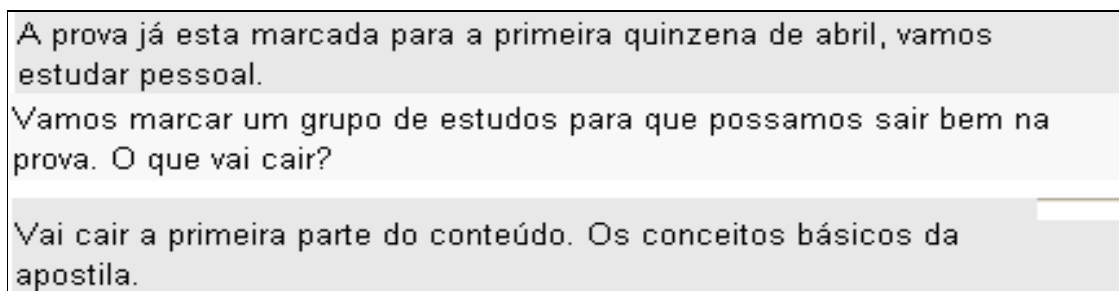 A prova já esta marcada para a primeira quinzena de abril, vamos
estudar pessoal.
Vamos marcar um grupo de estudos para que possamos sair bem na
prova. O que vai cair?
Vai cair a primeira parte do conteúdo. Os conceitos básicos da
apostila.